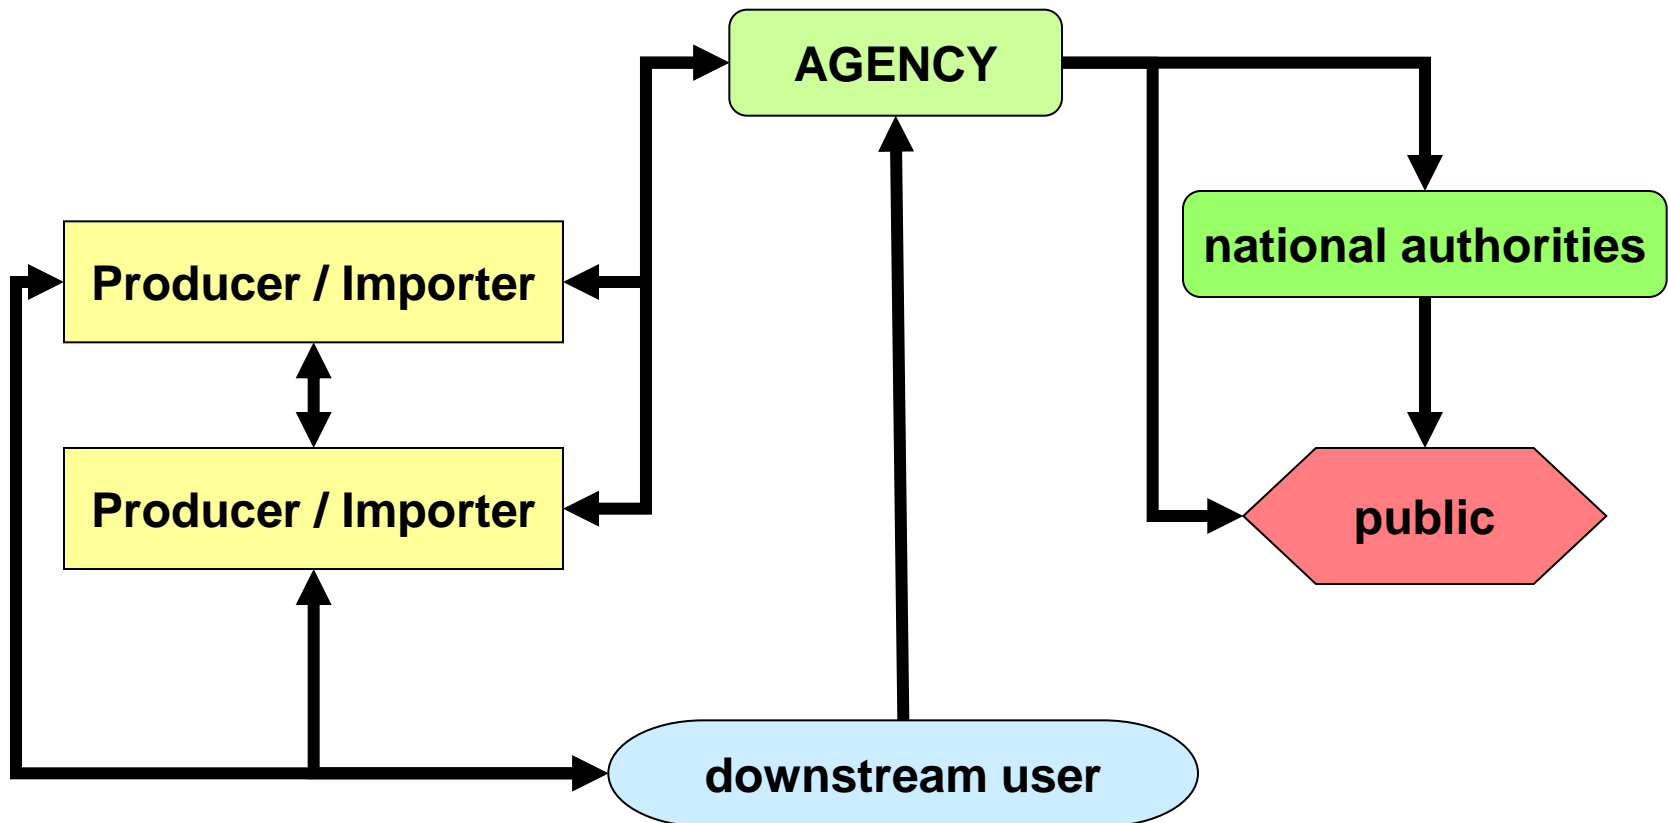 AGENCY
national authorities
Producer / Importer
Producer / Importer
public
downstream user